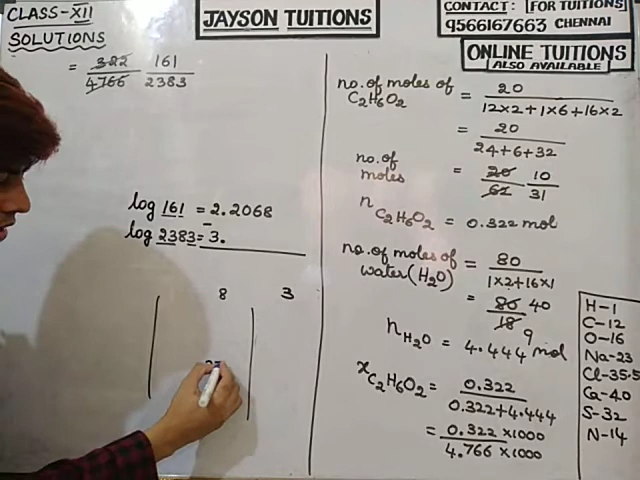 CLASS-XII
SOLUTIONS
JAYSON TUITIONS
CONTACT: FOR TUITIONS
9566167663 CHENNAI
ONLINE TUITIONS
ALSO AVAILABLE
= 322/4766 161/2383
log 161 = 2.2068
log 2383 = 3.
8 3
no. of moles of C2H6O2 = 20/(12×2+1×6+16×2)
= 20/(24+6+32)
no. of moles = 20/62 10/31
n C2H6O2 = 0.322 mol
no. of moles of water (H2O) = 80/(1×2+16×1)
= 80/18 40/9
nH2O = 4.444 mol
xC2H6O2 = 0.322/(0.322+4.444)
= (0.322×1000)/(4.766×1000)
H-1
C-12
O-16
Na-23
Cl-35.5
Ca-40
S-32
N-14